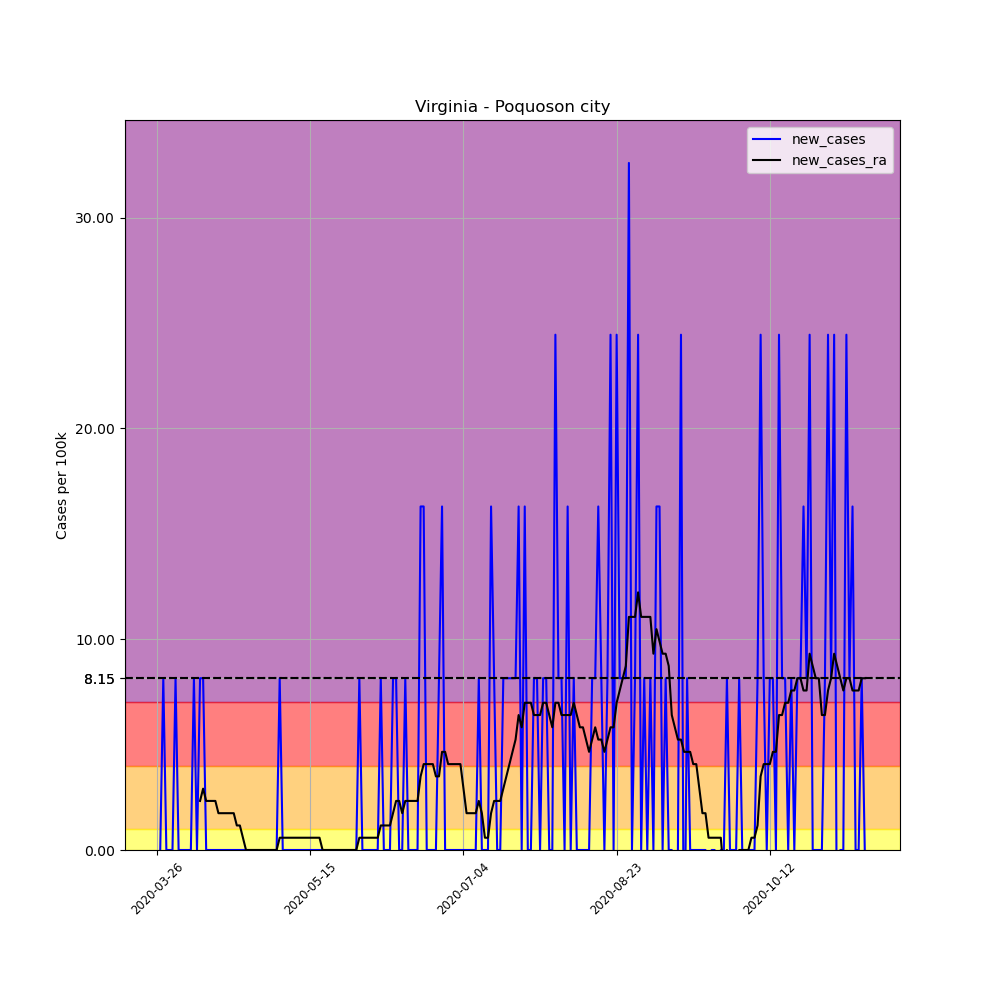 Virginia - Poquoson city
new_cases
new_cases_ra
Cases per 100k
30.00
20.00
10.00
8.15
0.00
2020-03-26
2020-05-15
2020-07-04
2020-08-23
2020-10-12